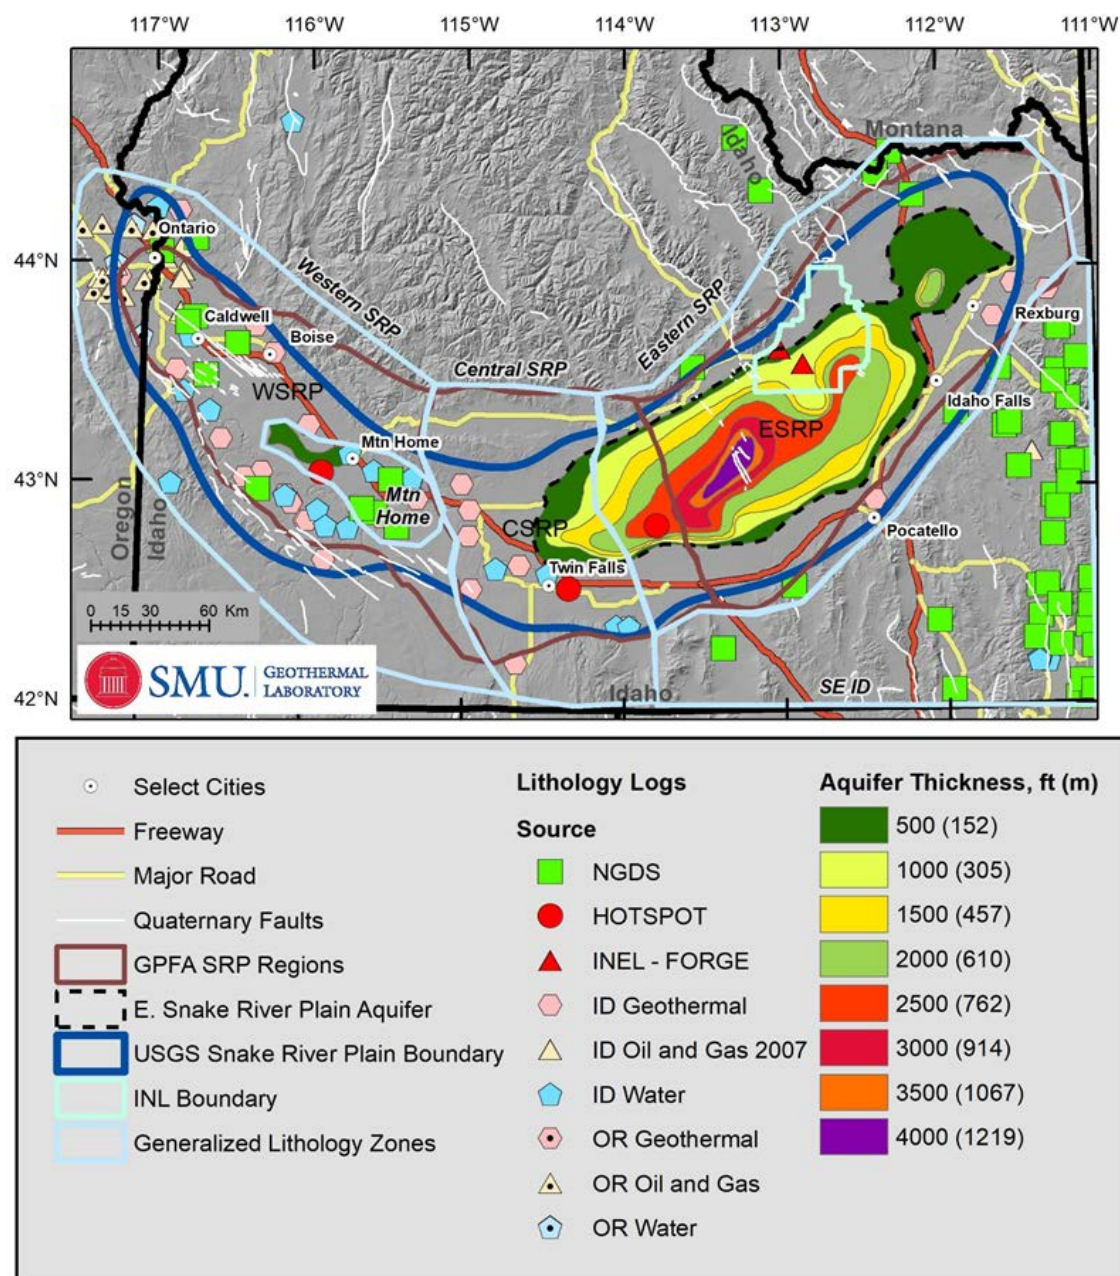 117°W 116°W 115°W 114°W 113°W 112°W 111°W
Montana
Idaho
Ontario
44°N
Western SRP
Eastern SRP
Rexburg
Caldwell
Boise
Central SRP
WSRP
Idaho Falls
ESRP
Mtn Home
43°N
Mtn
Home
CSRP
Oregon
Idaho
Pocatello
Twin Falls
0 15 30 60 Km
SMU. GEOTHERMAL
LABORATORY
Idaho
SE ID
42°N
Select Cities
Freeway
Major Road
Quaternary Faults
GPFA SRP Regions
E. Snake River Plain Aquifer
USGS Snake River Plain Boundary
INL Boundary
Generalized Lithology Zones
Lithology Logs
Source
NGDS
HOTSPOT
INEL - FORGE
ID Geothermal
ID Oil and Gas 2007
ID Water
OR Geothermal
OR Oil and Gas
OR Water
Aquifer Thickness, ft (m)
500 (152)
1000 (305)
1500 (457)
2000 (610)
2500 (762)
3000 (914)
3500 (1067)
4000 (1219)